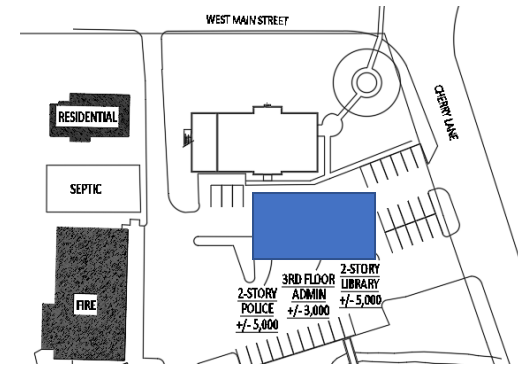 WEST MAIN STREET
CHERRY LANE
RESIDENTIAL
SEPTIC
FIRE
2-STORY
POLICE
+/- 5,000
3RD FLOOR
ADMIN
+/- 3,000
2-STORY
LIBRARY
+/- 5,000